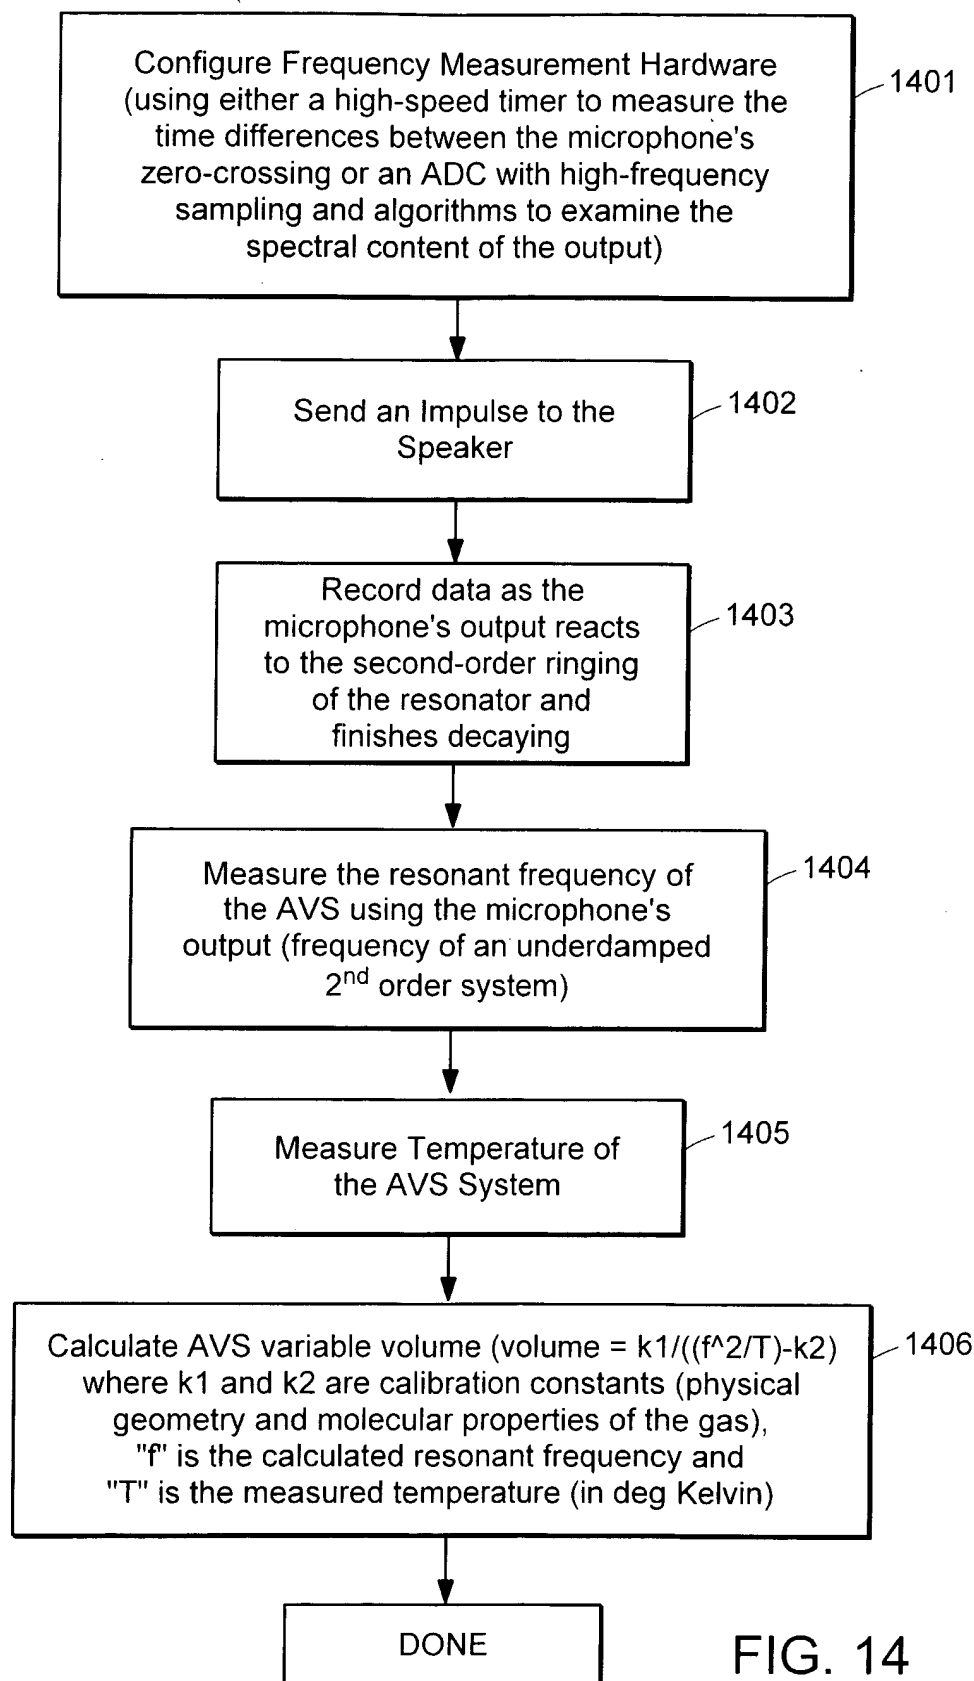 Configure Frequency Measurement Hardware
(using either a high-speed timer to measure the
time differences between the microphone's
zero-crossing or an ADC with high-frequency
sampling and algorithms to examine the
spectral content of the output)
1401
Send an Impulse to the
Speaker
1402
Record data as the
microphone's output reacts
to the second-order ringing
of the resonator and
finishes decaying
1403
Measure the resonant frequency of
the AVS using the microphone's
output (frequency of an underdamped
2nd order system)
1404
Measure Temperature of
the AVS System
1405
Calculate AVS variable volume (volume = k1/((f^2/T)-k2)
where k1 and k2 are calibration constants (physical
geometry and molecular properties of the gas),
"f" is the calculated resonant frequency and
"T" is the measured temperature (in deg Kelvin)
1406
DONE
FIG. 14